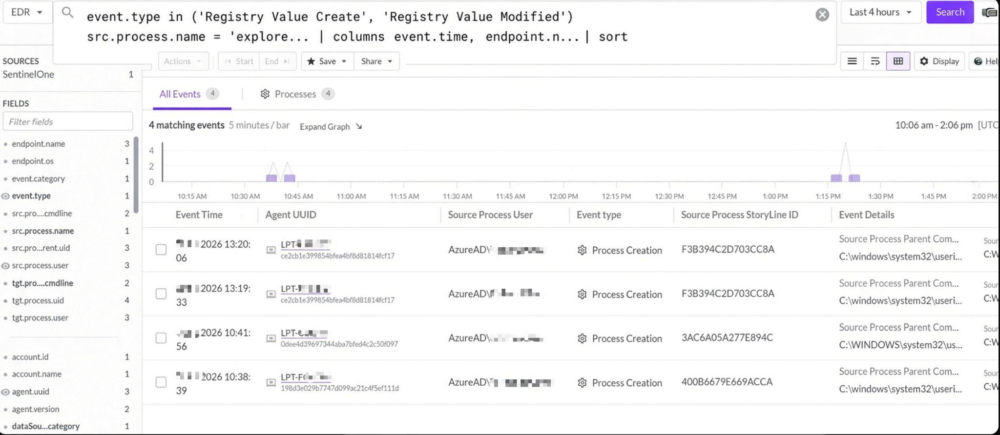 EDR
event.type in ('Registry Value Create', 'Registry Value Modified')
src.process.name = 'explore... | columns event.time, endpoint.n... | sort
Last 4 hours
Search
Actions
Start
End
Save
Share
Display
Hel
SOURCES
SentinelOne 1
FIELDS
Filter fields
endpoint.name 3
endpoint.os 1
event.category 1
event.type 1
src.pro....cmdline 2
src.process.name 1
src.pro...rent.uid 3
src.process.user 3
tgt.pro....cmdline 2
tgt.process.uid 4
tgt.process.user 3
account.id 1
account.name 1
agent.uuid 3
agent.version 2
dataSou...category 1
All Events 4
Processes 4
4 matching events 5 minutes / bar Expand Graph
10:06 am - 2:06 pm [UTC
4
2
0
10:15 AM 10:30 AM 10:45 AM 11:00 AM 11:15 AM 11:30 AM 11:45 AM 12:00 PM 12:15 PM 12:30 PM 12:45 PM 1:00 PM 1:15 PM 1:30 PM 1:45 PM 2:00 PM
Event Time Agent UUID Source Process User Event type Source Process StoryLine ID Event Details
2026 13:20:
06
LPT-
ce2cb1e399854bfea4bf8d81814fcf17
AzureAD\
Process Creation
F3B394C2D703CC8A
Source Process Parent Com...
C:\windows\system32\useri...
Sour
C:W
2026 13:19:
33
LPT-
ce2cb1e399854bfea4bf8d81814fcf17
AzureAD\
Process Creation
F3B394C2D703CC8A
Source Process Parent Com...
C:\windows\system32\useri...
Sour
C:W
2026 10:41:
56
LPT-
0dee4d39697344aba7bfed4c2c50f097
AzureAD\
Process Creation
3AC6A05A277E894C
Source Process Parent Com...
C:\WINDOWS\system32\us...
Sour
C:W
2026 10:38:
39
LPT-F
198d3e029b7747d099ac21c4f5ef111d
AzureAD\
Process Creation
400B6679E669ACCA
Source Process Parent Com...
C:\windows\system32\useri...
Sour
C:W